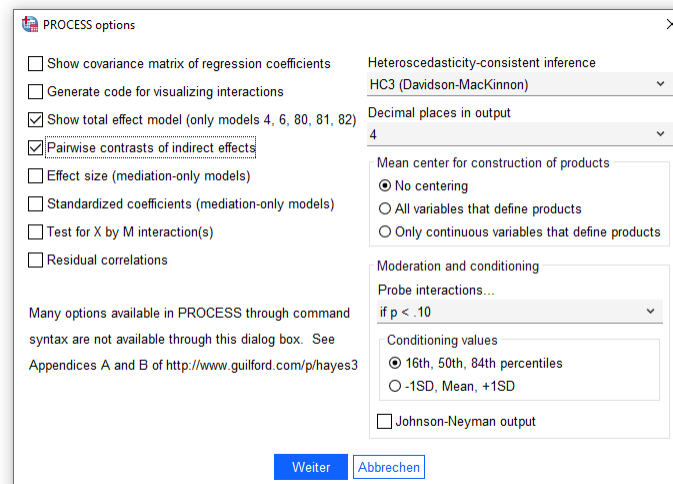 PROCESS options
Show covariance matrix of regression coefficients
Generate code for visualizing interactions
Show total effect model (only models 4, 6, 80, 81, 82)
Pairwise contrasts of indirect effects
Effect size (mediation-only models)
Standardized coefficients (mediation-only models)
Test for X by M interaction(s)
Residual correlations
Many options available in PROCESS through command
syntax are not available through this dialog box. See
Appendices A and B of http://www.guilford.com/p/hayes3
Heteroscedasticity-consistent inference
HC3 (Davidson-MacKinnon)
Decimal places in output
4
Mean center for construction of products
No centering
All variables that define products
Only continuous variables that define products
Moderation and conditioning
Probe interactions...
if p < .10
Conditioning values
16th, 50th, 84th percentiles
-1SD, Mean, +1SD
Johnson-Neyman output
Weiter
Abbrechen